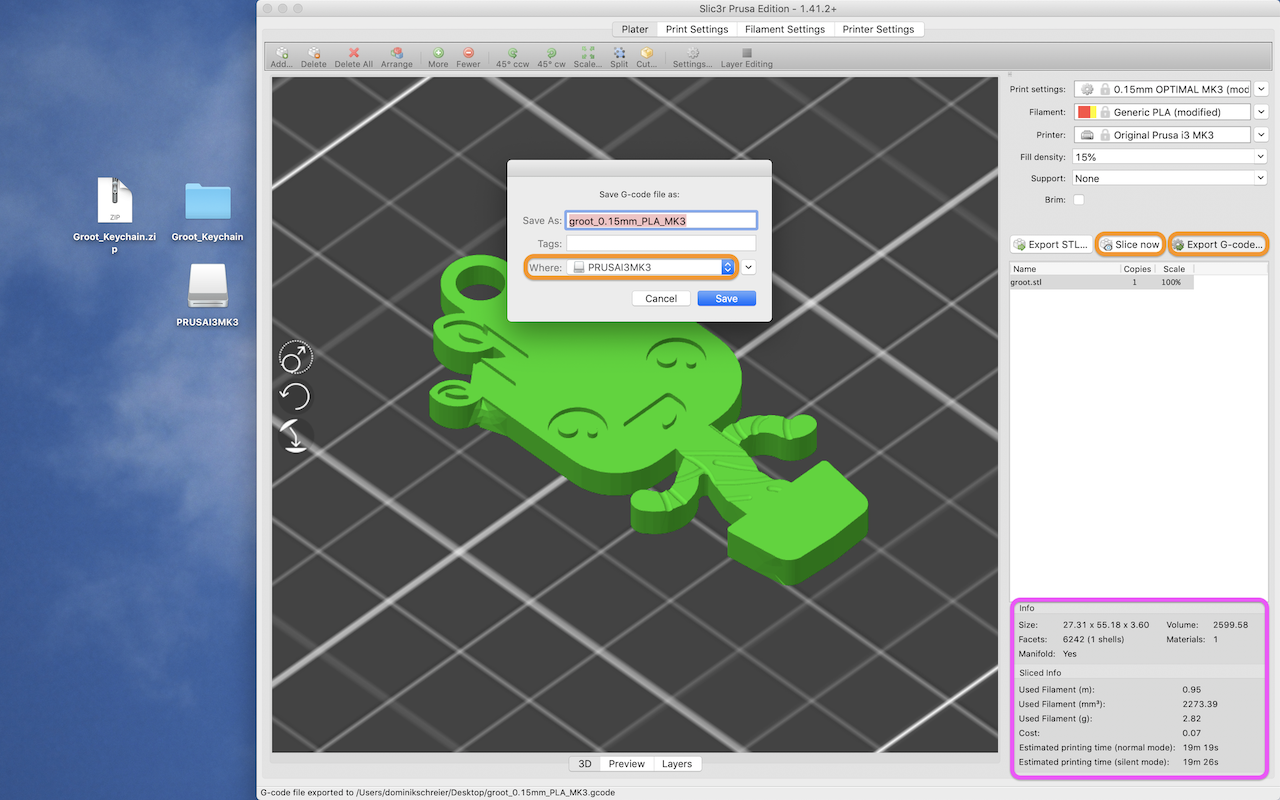 Slic3r Prusa Edition - 1.41.2+
Plater Print Settings Filament Settings Printer Settings
Add... Delete Delete All Arrange More Fewer 45° ccw 45° cw Scale... Split Cut... Settings... Layer Editing
ZIP
Groot_Keychain.zi
p
Groot_Keychain
PRUSAI3MK3
Save G-code file as:
Save As: groot_0.15mm_PLA_MK3
Tags:
Where: PRUSAI3MK3
Cancel Save
Print settings: 0.15mm OPTIMAL MK3 (mod
Filament: Generic PLA (modified)
Printer: Original Prusa i3 MK3
Fill density: 15%
Support: None
Brim:
Export STL... Slice now Export G-code...
Name Copies Scale
groot.stl 1 100%
Info
Size: 27.31 x 55.18 x 3.60 Volume: 2599.58
Facets: 6242 (1 shells) Materials: 1
Manifold: Yes
Sliced Info
Used Filament (m): 0.95
Used Filament (mm³): 2273.39
Used Filament (g): 2.82
Cost: 0.07
Estimated printing time (normal mode): 19m 19s
Estimated printing time (silent mode): 19m 26s
3D Preview Layers
G-code file exported to /Users/dominikschreier/Desktop/groot_0.15mm_PLA_MK3.gcode